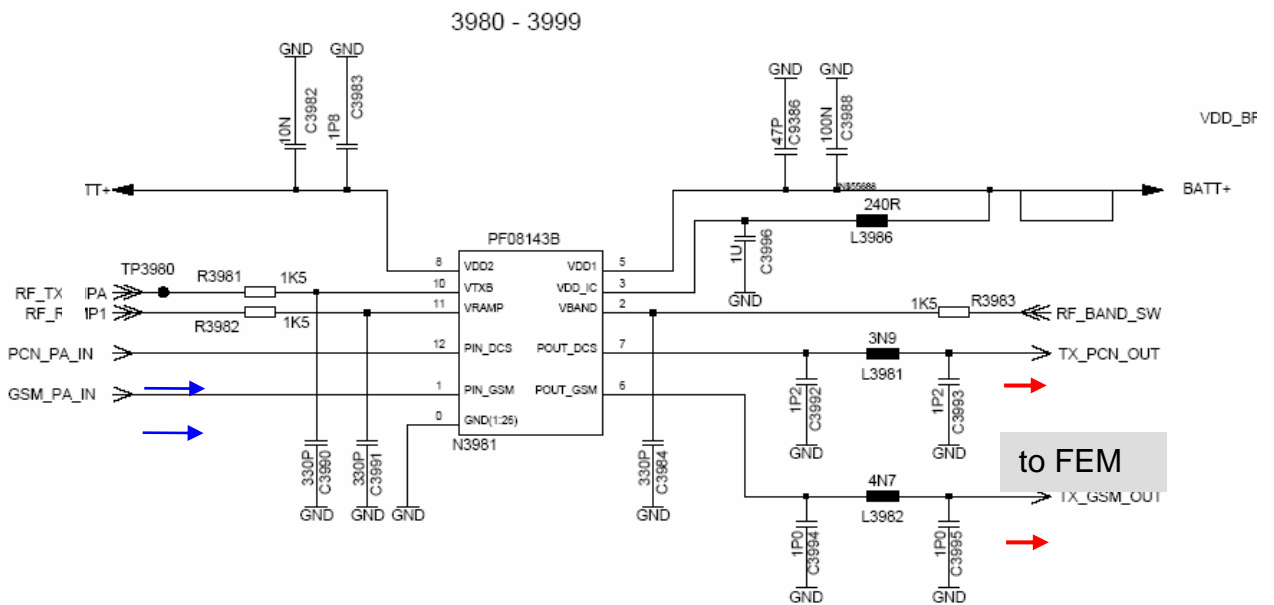 3980 - 3999
GND GND
GND GND
10N
C3982
1P8
C3983
47P
C9386
100N
C3988
VDD_BF
TT+
BATT+
240R
L3986
1U
C3996
GND
PF08143B
8 VDD2 VDD1 5
10 VTXB VDD_IC 3
11 VRAMP VBAND 2
12 PIN_DCS POUT_DCS 7
1 PIN_GSM POUT_GSM 6
0 GND(1:26)
N3981
TP3980
R3981 1K5
RF_TX PA
RF_R P1
R3982 1K5
PCN_PA_IN
GSM_PA_IN
1K5 R3983
RF_BAND_SW
3N9
L3981
TX_PCN_OUT
1P2
C3992
1P2
C3993
GND GND
330P
C3990
330P
C3991
330P
C3984
GND GND GND
GND
to FEM
4N7
L3982
TX_GSM_OUT
1P0
C3994
1P0
C3995
GND GND